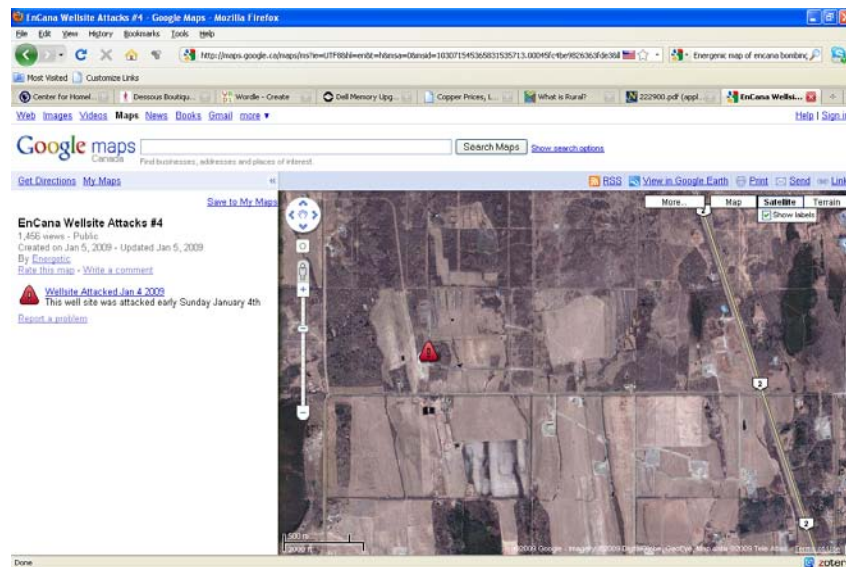 EnCana Wellsite Attacks #4 - Google Maps - Mozilla Firefox
File Edit View History Bookmarks Tools Help
Most Visited Customize Links
Center for Homel... Dessous Boutiqu... Wordle - Create Dell Memory Upg... Copper Prices, L... What is Rural? 222900.pdf (appl... EnCana Wellsi...
Web Images Videos Maps News Books Gmail more ▼ Help | Sign in
Google maps Canada
Search Maps Show search options
Find businesses, addresses and places of interest.
Get Directions My Maps RSS View in Google Earth Print Send Link
Save to My Maps
EnCana Wellsite Attacks #4
1,456 views - Public
Created on Jan 5, 2009 - Updated Jan 5, 2009
By Energetic
Rate this map - Write a comment
Wellsite Attacked Jan 4 2009
This well site was attacked early Sunday January 4th
Report a problem
More... Map Satellite Terrain
Show labels
2
2
2
500 m
2000 ft
Done
zoter